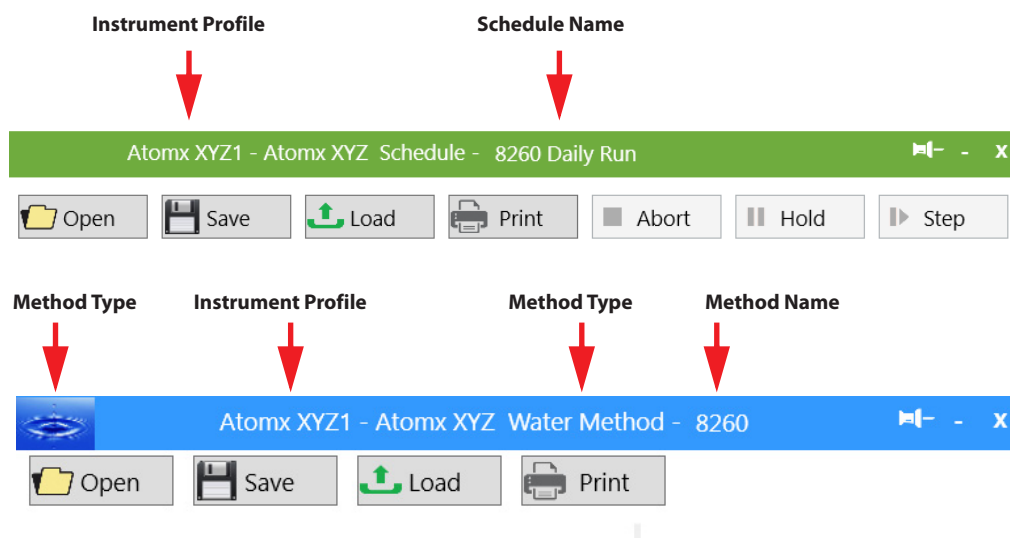 Instrument Profile Schedule Name
Atomx XYZ1 - Atomx XYZ Schedule - 8260 Daily Run - X
Open Save Load Print Abort Hold Step
Method Type Instrument Profile Method Type Method Name
Atomx XYZ1 - Atomx XYZ Water Method - 8260 - X
Open Save Load Print